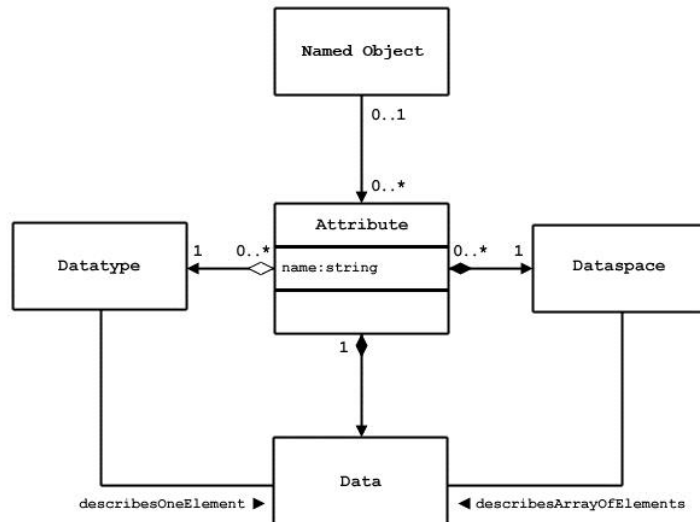 Named Object
0..1
0..*
Attribute
Datatype
1
0..*
name:string
0..*
1
Dataspace
1
Data
describesOneElement ►
◄ describesArrayOfElements